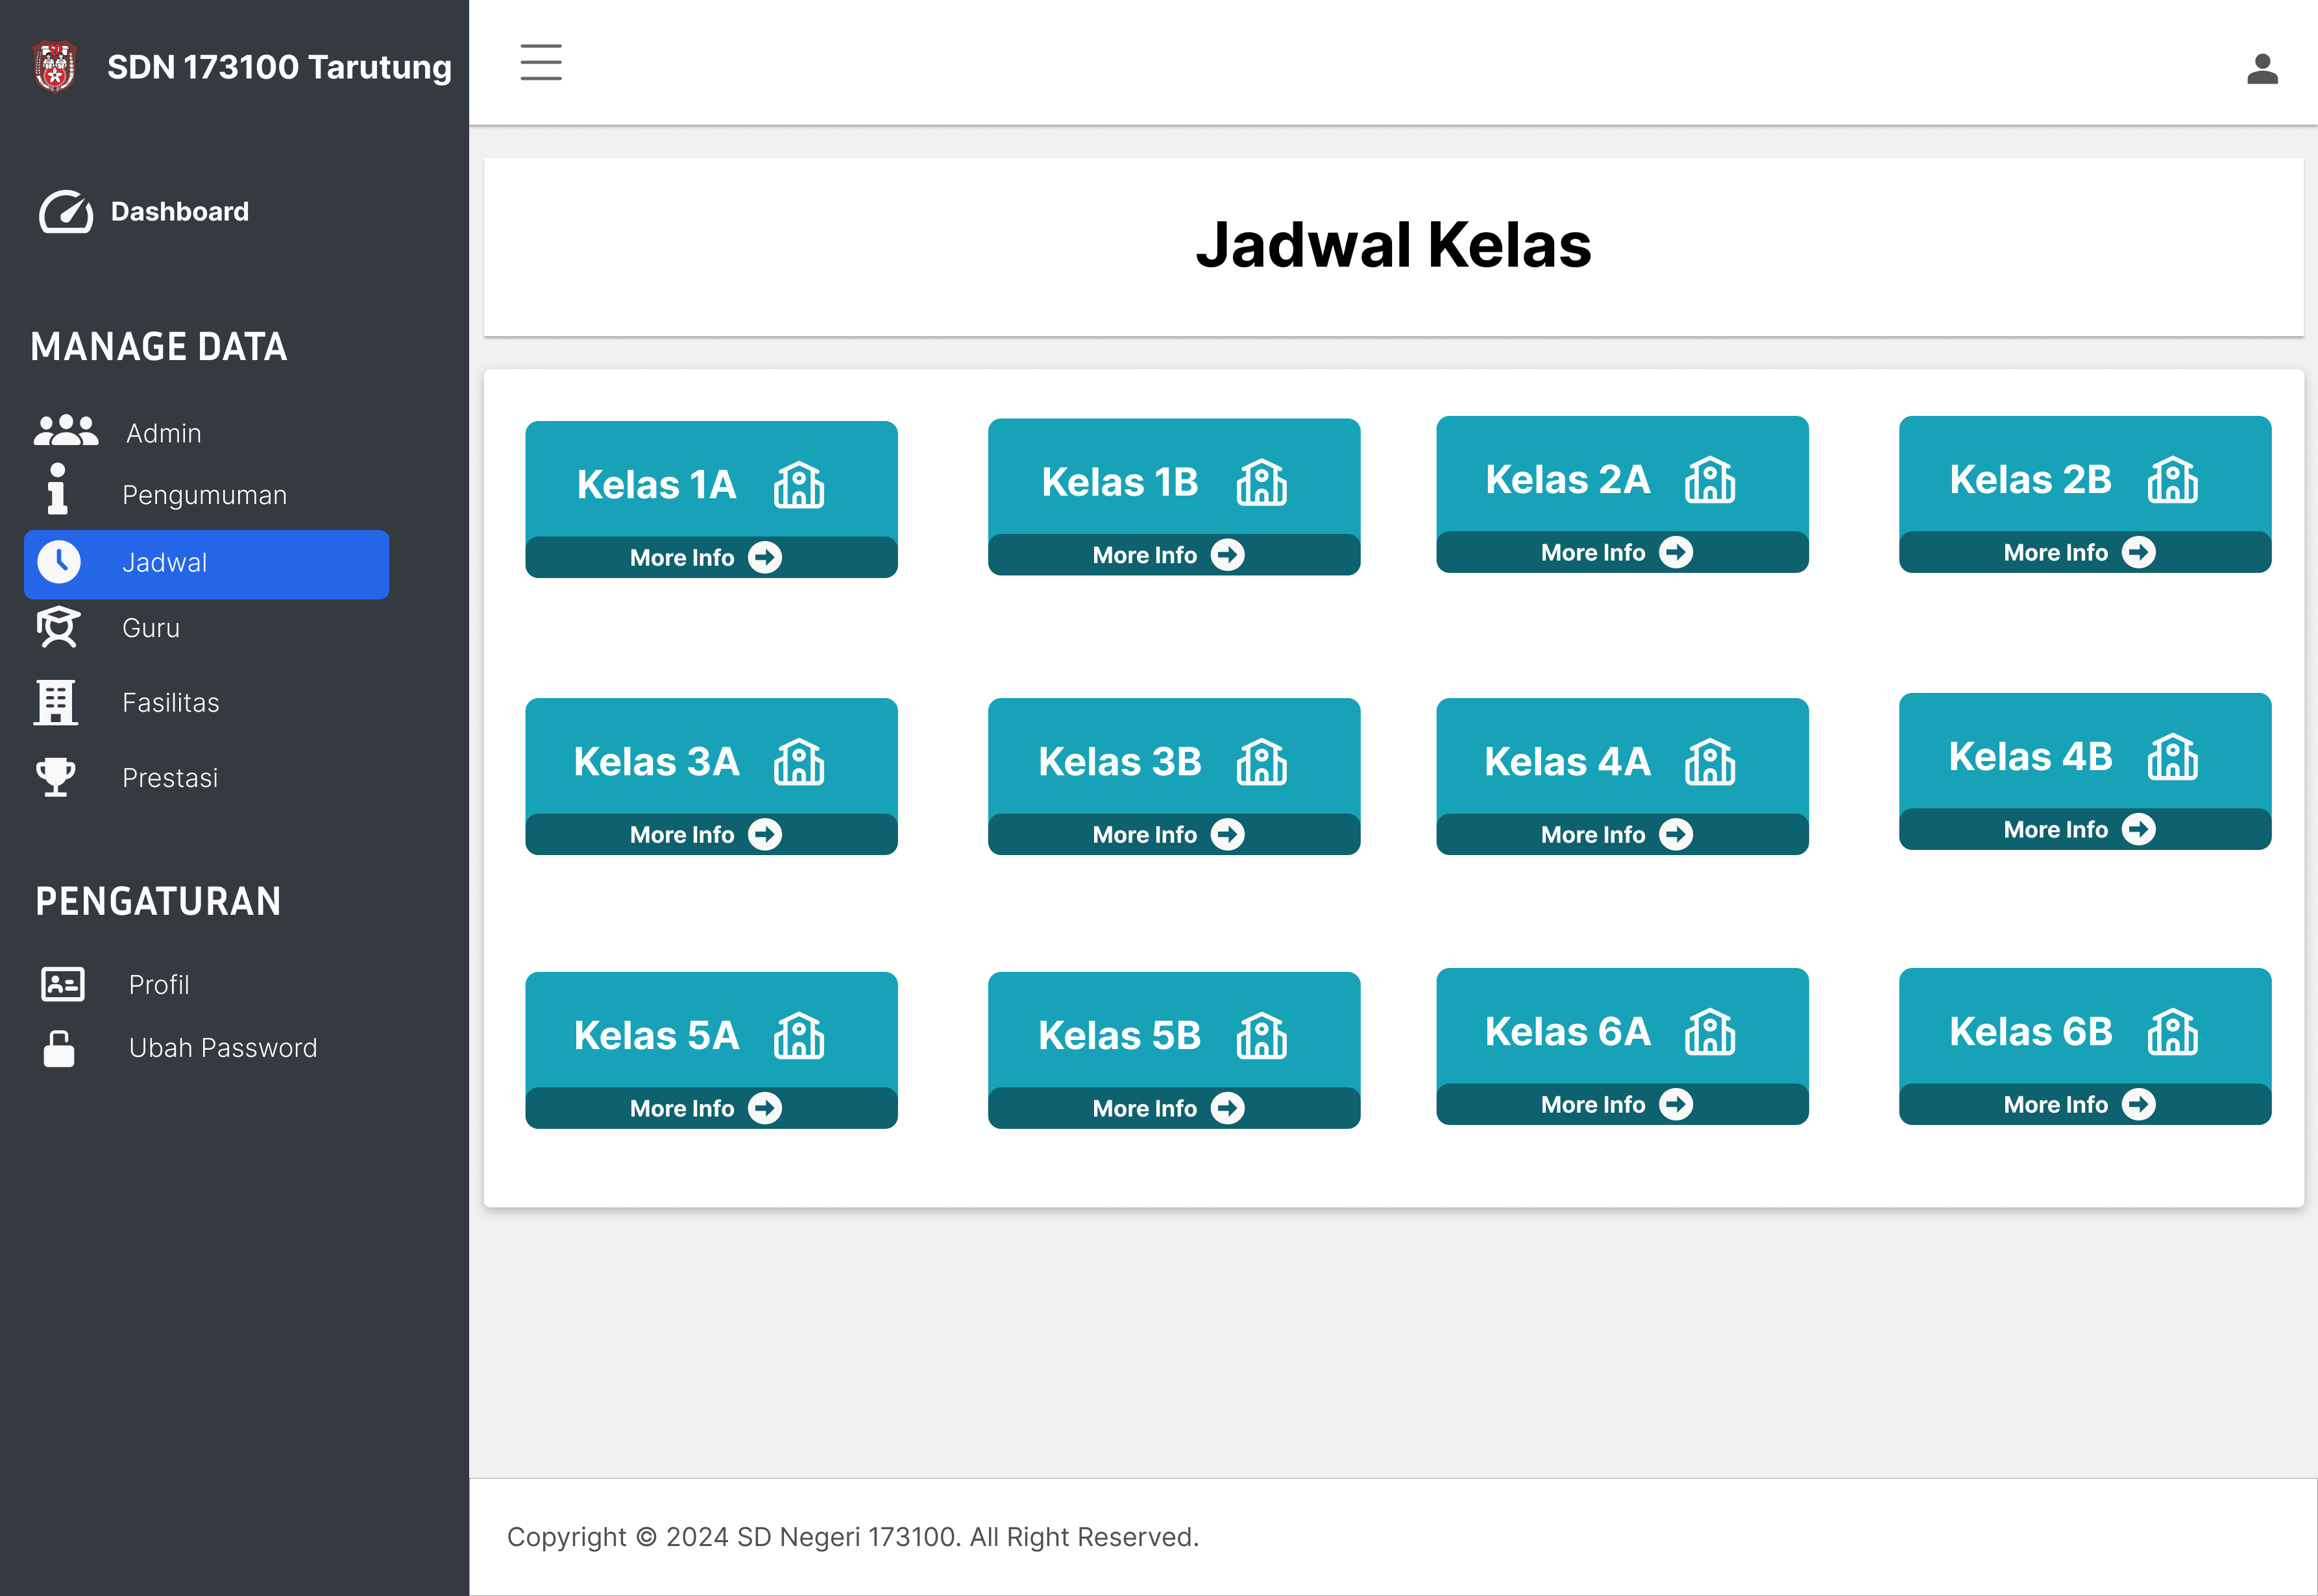 SDN 173100 Tarutung
Dashboard
MANAGE DATA
Admin
Pengumuman
Jadwal
Guru
Fasilitas
Prestasi
PENGATURAN
Profil
Ubah Password
Jadwal Kelas
Kelas 1A
More Info
Kelas 1B
More Info
Kelas 2A
More Info
Kelas 2B
More Info
Kelas 3A
More Info
Kelas 3B
More Info
Kelas 4A
More Info
Kelas 4B
More Info
Kelas 5A
More Info
Kelas 5B
More Info
Kelas 6A
More Info
Kelas 6B
More Info
Copyright © 2024 SD Negeri 173100. All Right Reserved.